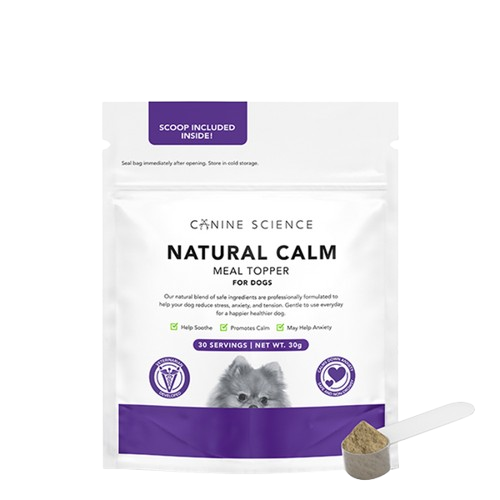 SCOOP INCLUDED
INSIDE!
Seal bag immediately after opening. Store in cold storage.
CANINE SCIENCE
NATURAL CALM
MEAL TOPPER
FOR DOGS
Our natural blend of safe ingredients are professionally formulated to
help your dog reduce stress, anxiety, and tension. Gentle to use everyday
for a happier healthier dog.
Help Soothe Promotes Calm May Help Anxiety
30 SERVINGS | NET WT. 30g
VETERINARIAN
DEVELOPED